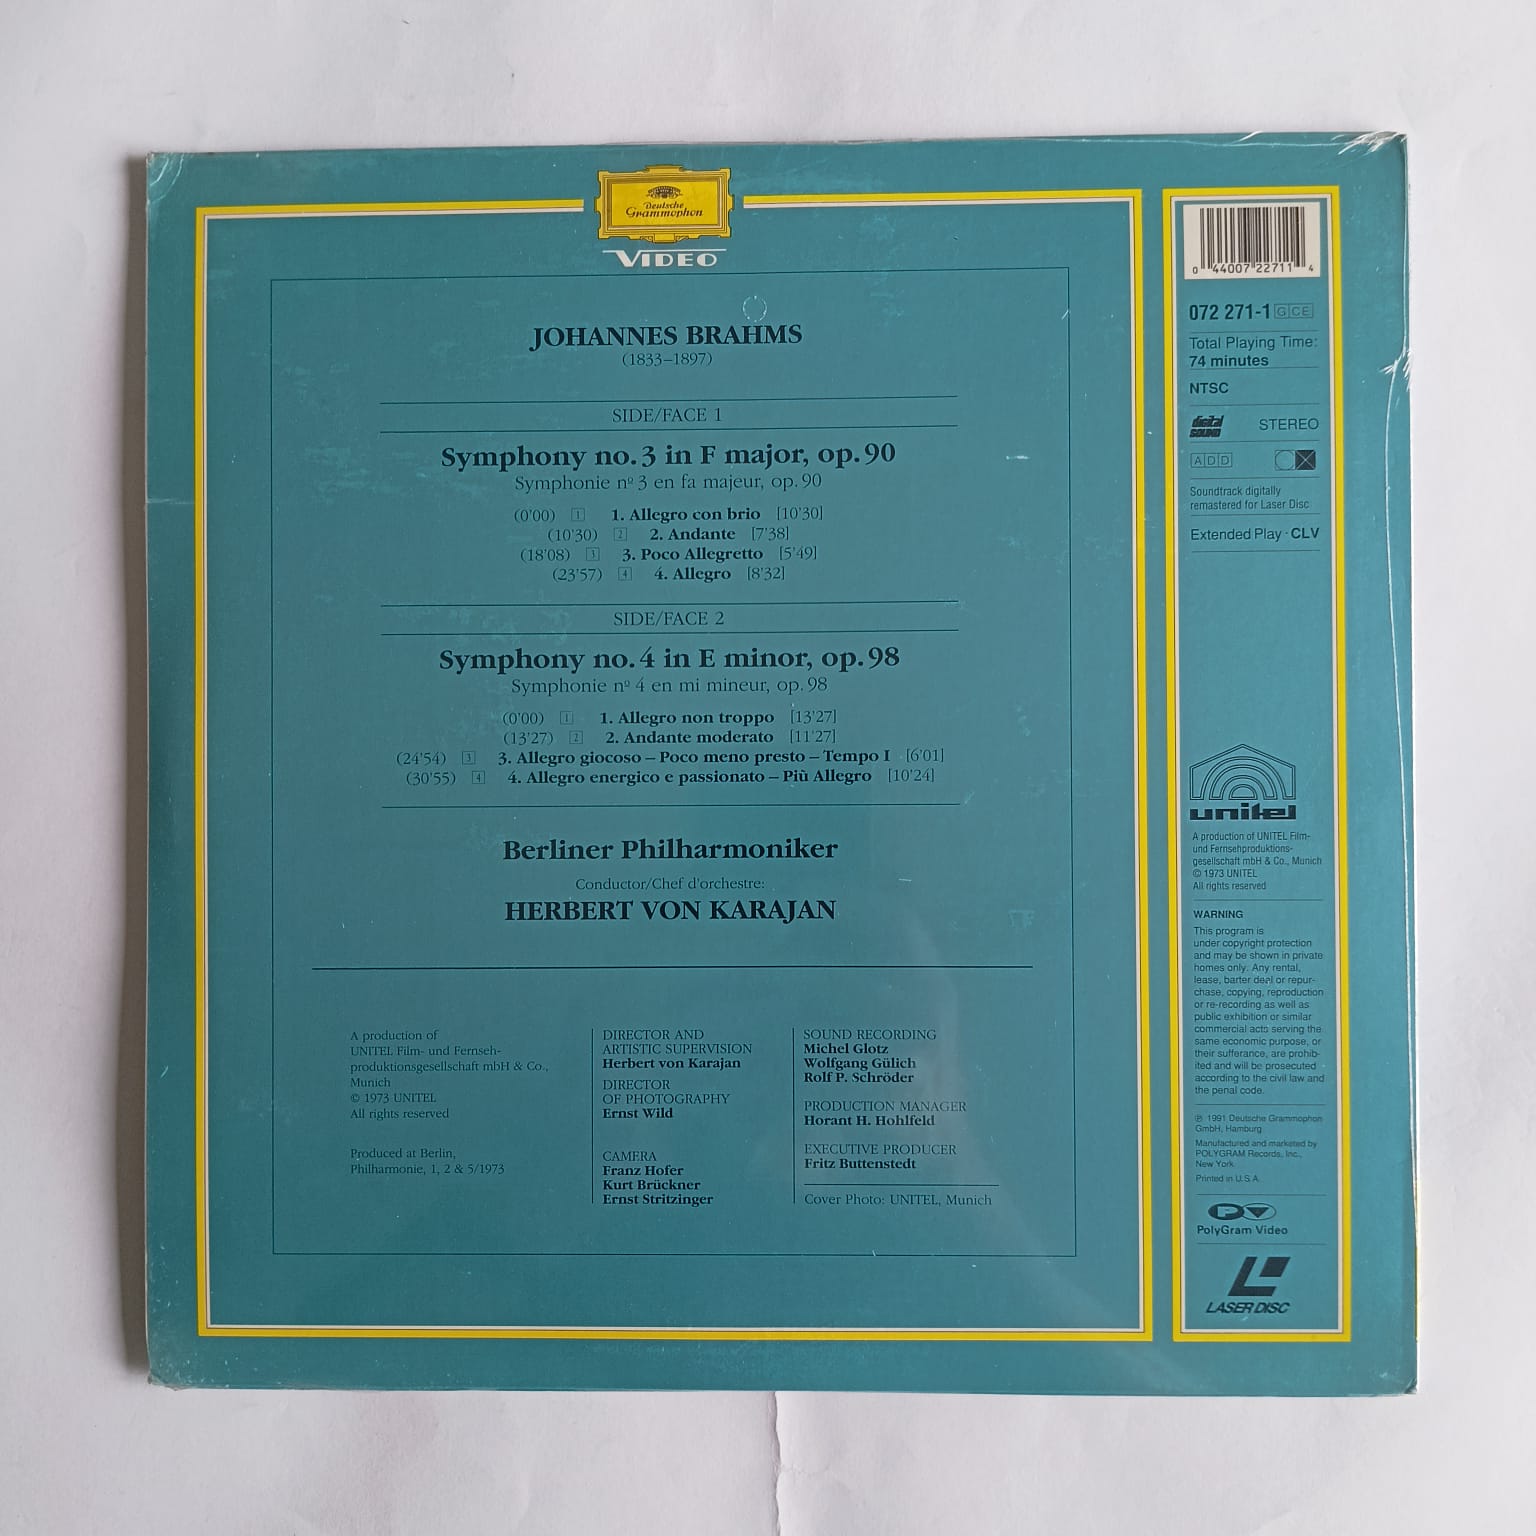 Deutsche
Grammophon
VIDEO
JOHANNES BRAHMS
(1833–1897)
SIDE/FACE 1
Symphony no. 3 in F major, op. 90
Symphonie nº 3 en fa majeur, op. 90
(0'00) 1 1. Allegro con brio [10'30]
(10'30) 2 2. Andante [7'38]
(18'08) 3 3. Poco Allegretto [5'49]
(23'57) 4 4. Allegro [8'32]
SIDE/FACE 2
Symphony no. 4 in E minor, op. 98
Symphonie nº 4 en mi mineur, op. 98
(0'00) 1 1. Allegro non troppo [13'27]
(13'27) 2 2. Andante moderato [11'27]
(24'54) 3 3. Allegro giocoso – Poco meno presto – Tempo I [6'01]
(30'55) 4 4. Allegro energico e passionato – Più Allegro [10'24]
Berliner Philharmoniker
Conductor/Chef d'orchestre:
HERBERT VON KARAJAN
A production of
UNITEL Film- und Fernseh-
produktionsgesellschaft mbH & Co.,
Munich
© 1973 UNITEL
All rights reserved
Produced at Berlin,
Philharmonie, 1, 2 & 5/1973
DIRECTOR AND
ARTISTIC SUPERVISION
Herbert von Karajan
DIRECTOR
OF PHOTOGRAPHY
Ernst Wild
CAMERA
Franz Hofer
Kurt Brückner
Ernst Stritzinger
SOUND RECORDING
Michel Glotz
Wolfgang Gülich
Rolf P. Schröder
PRODUCTION MANAGER
Horant H. Hohlfeld
EXECUTIVE PRODUCER
Fritz Buttenstedt
Cover Photo: UNITEL, Munich
0 44007 22711 4
072 271-1 GCE
Total Playing Time:
74 minutes
NTSC
digital
sound
STEREO
ADD
Soundtrack digitally
remastered for Laser Disc
Extended Play · CLV
unitel
A production of UNITEL Film-
und Fernsehproduktions-
gesellschaft mbH & Co., Munich
© 1973 UNITEL
All rights reserved
WARNING
This program is
under copyright protection
and may be shown in private
homes only. Any rental,
lease, barter deal or repur-
chase, copying, reproduction
or re-recording as well as
public exhibition or similar
commercial acts serving the
same economic purpose, or
their sufferance, are prohib-
ited and will be prosecuted
according to the civil law and
the penal code.
℗ 1991 Deutsche Grammophon
GmbH, Hamburg
Manufactured and marketed by
POLYGRAM Records, Inc.,
New York
Printed in U.S.A.
PolyGram Video
LASER DISC